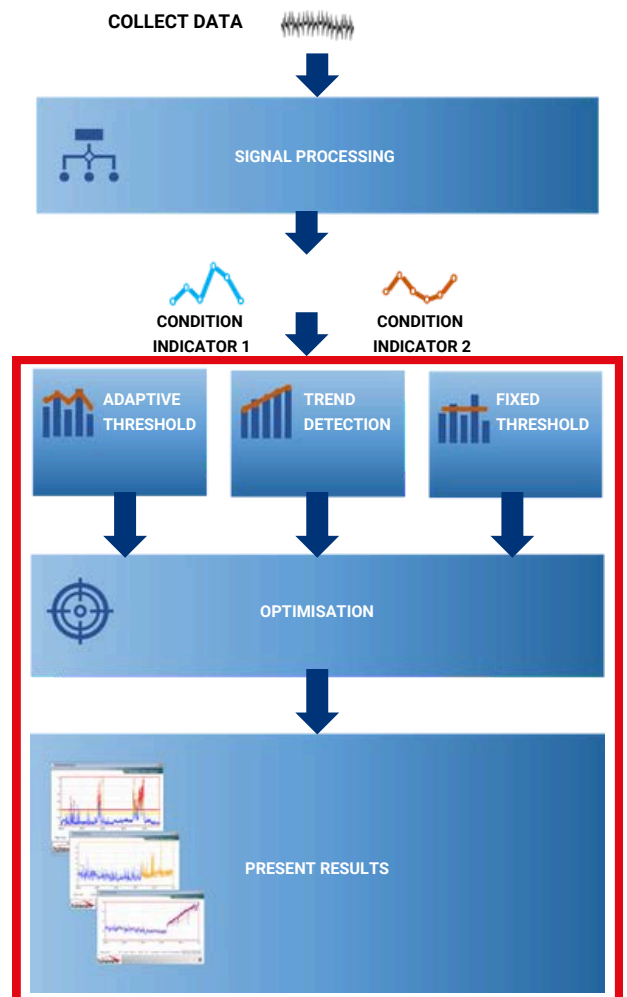 COLLECT DATA
SIGNAL PROCESSING
CONDITION
INDICATOR 1
CONDITION
INDICATOR 2
ADAPTIVE
THRESHOLD
TREND
DETECTION
FIXED
THRESHOLD
OPTIMISATION
PRESENT RESULTS